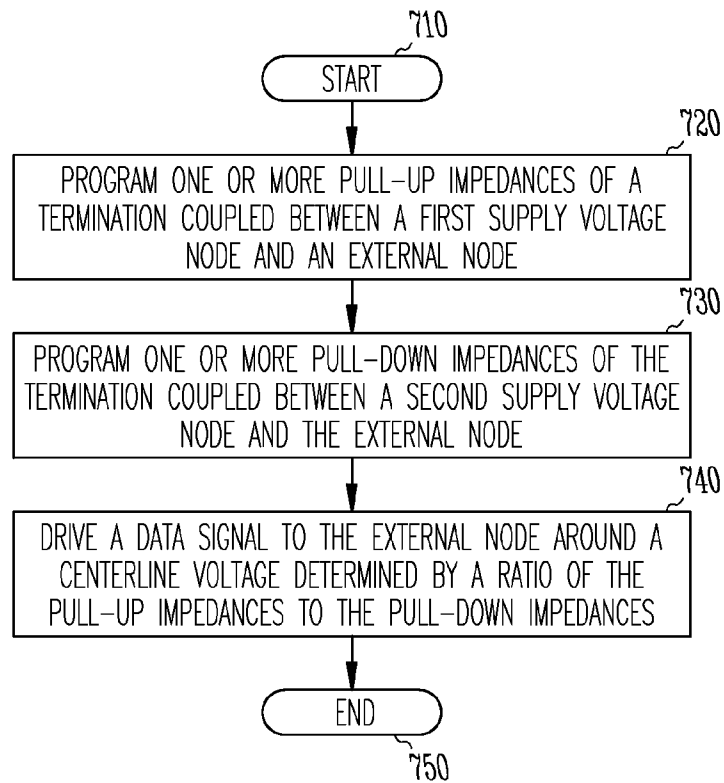 710
START
720
PROGRAM ONE OR MORE PULL-UP IMPEDANCES OF A
TERMINATION COUPLED BETWEEN A FIRST SUPPLY VOLTAGE
NODE AND AN EXTERNAL NODE
730
PROGRAM ONE OR MORE PULL-DOWN IMPEDANCES OF THE
TERMINATION COUPLED BETWEEN A SECOND SUPPLY VOLTAGE
NODE AND THE EXTERNAL NODE
740
DRIVE A DATA SIGNAL TO THE EXTERNAL NODE AROUND A
CENTERLINE VOLTAGE DETERMINED BY A RATIO OF THE
PULL-UP IMPEDANCES TO THE PULL-DOWN IMPEDANCES
END
750